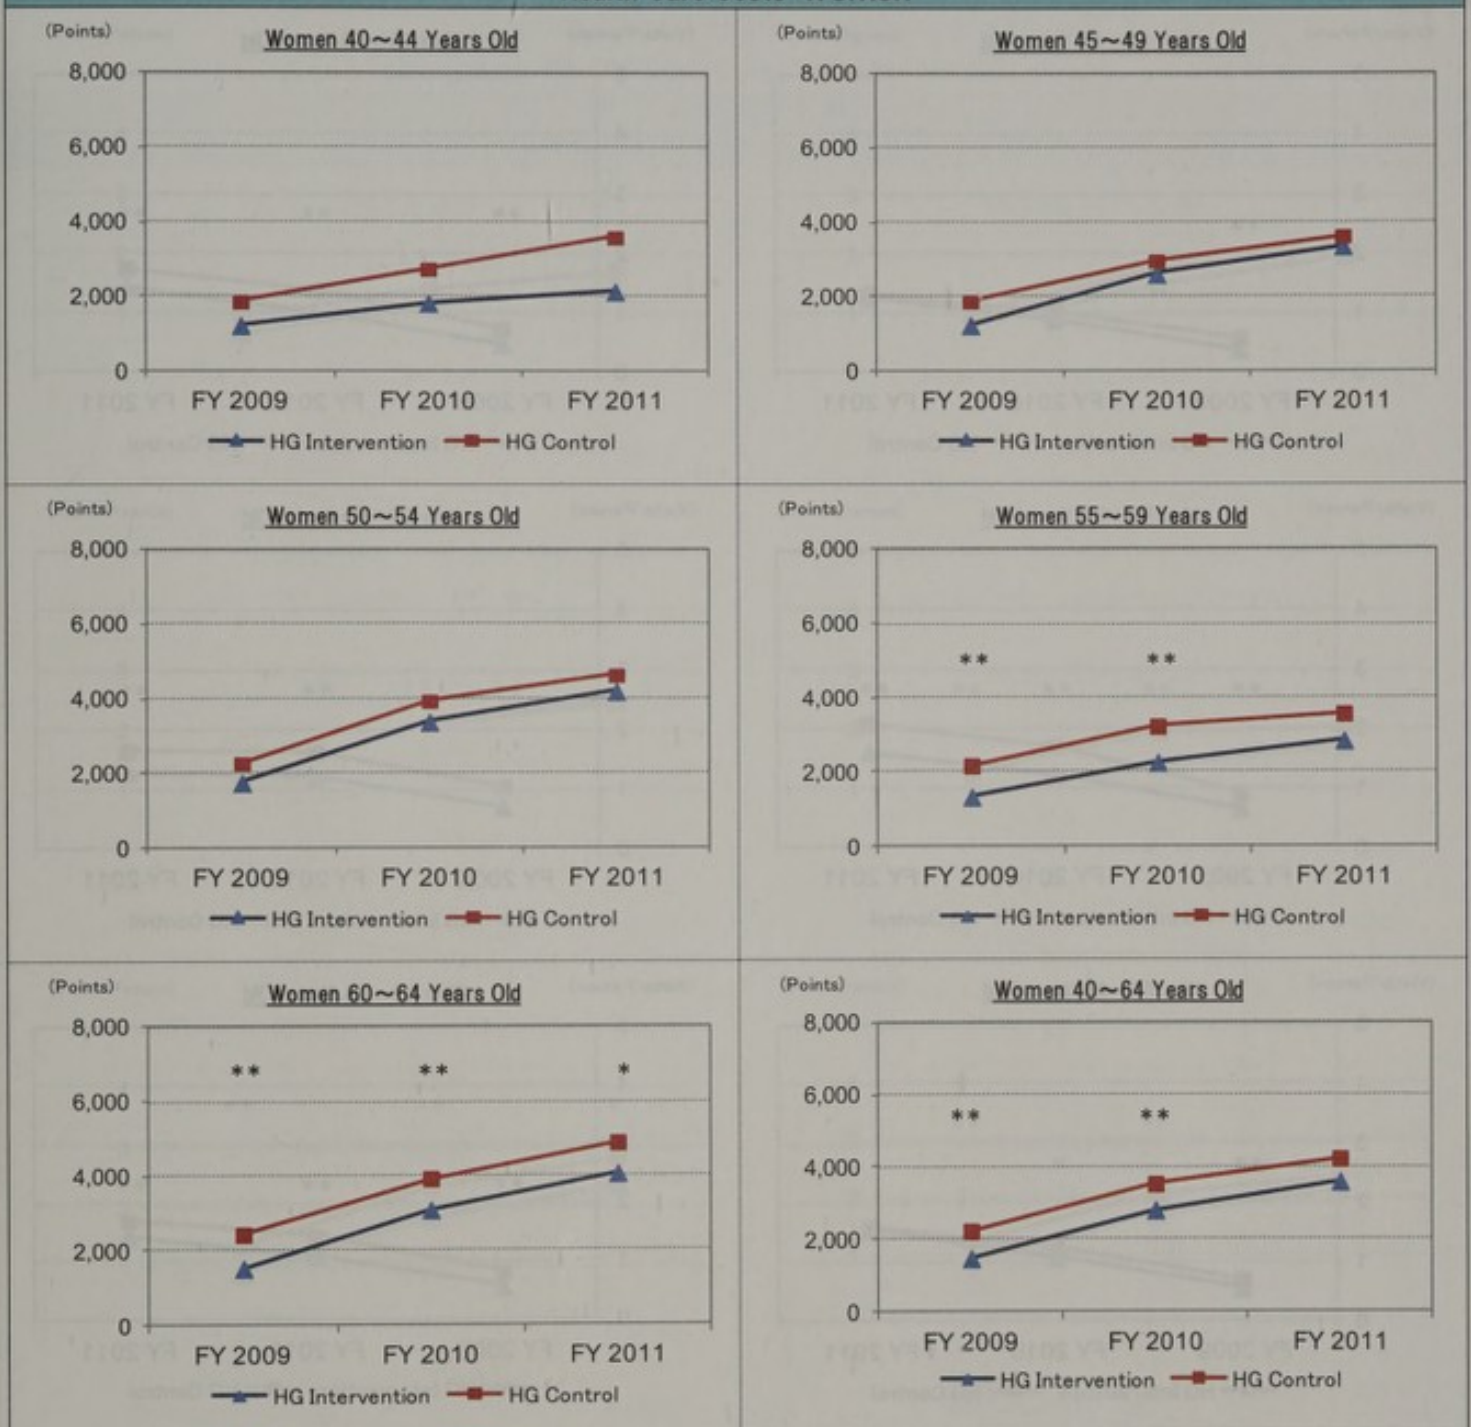 (Points)
Women 40～44 Years Old
8,000
6,000
4,000
2,000
0
FY 2009 FY 2010 FY 2011
HG Intervention HG Control
(Points)
Women 45～49 Years Old
8,000
6,000
4,000
2,000
0
FY 2009 FY 2010 FY 2011
HG Intervention HG Control
(Points)
Women 50～54 Years Old
8,000
6,000
4,000
2,000
0
FY 2009 FY 2010 FY 2011
HG Intervention HG Control
(Points)
Women 55～59 Years Old
8,000
6,000
** **
4,000
2,000
0
FY 2009 FY 2010 FY 2011
HG Intervention HG Control
(Points)
Women 60～64 Years Old
8,000
** ** *
6,000
4,000
2,000
0
FY 2009 FY 2010 FY 2011
HG Intervention HG Control
(Points)
Women 40～64 Years Old
8,000
6,000
** **
4,000
2,000
0
FY 2009 FY 2010 FY 2011
HG Intervention HG Control